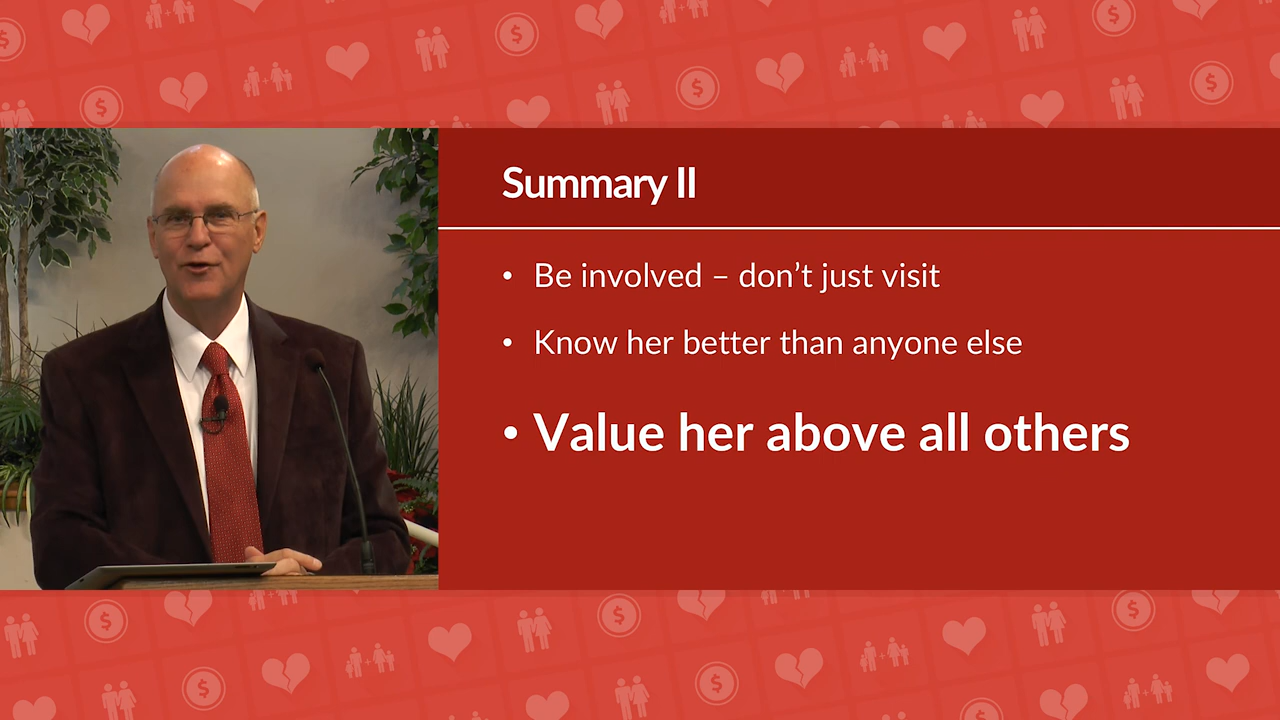 Summary II
• Be involved – don't just visit
• Know her better than anyone else
• Value her above all others